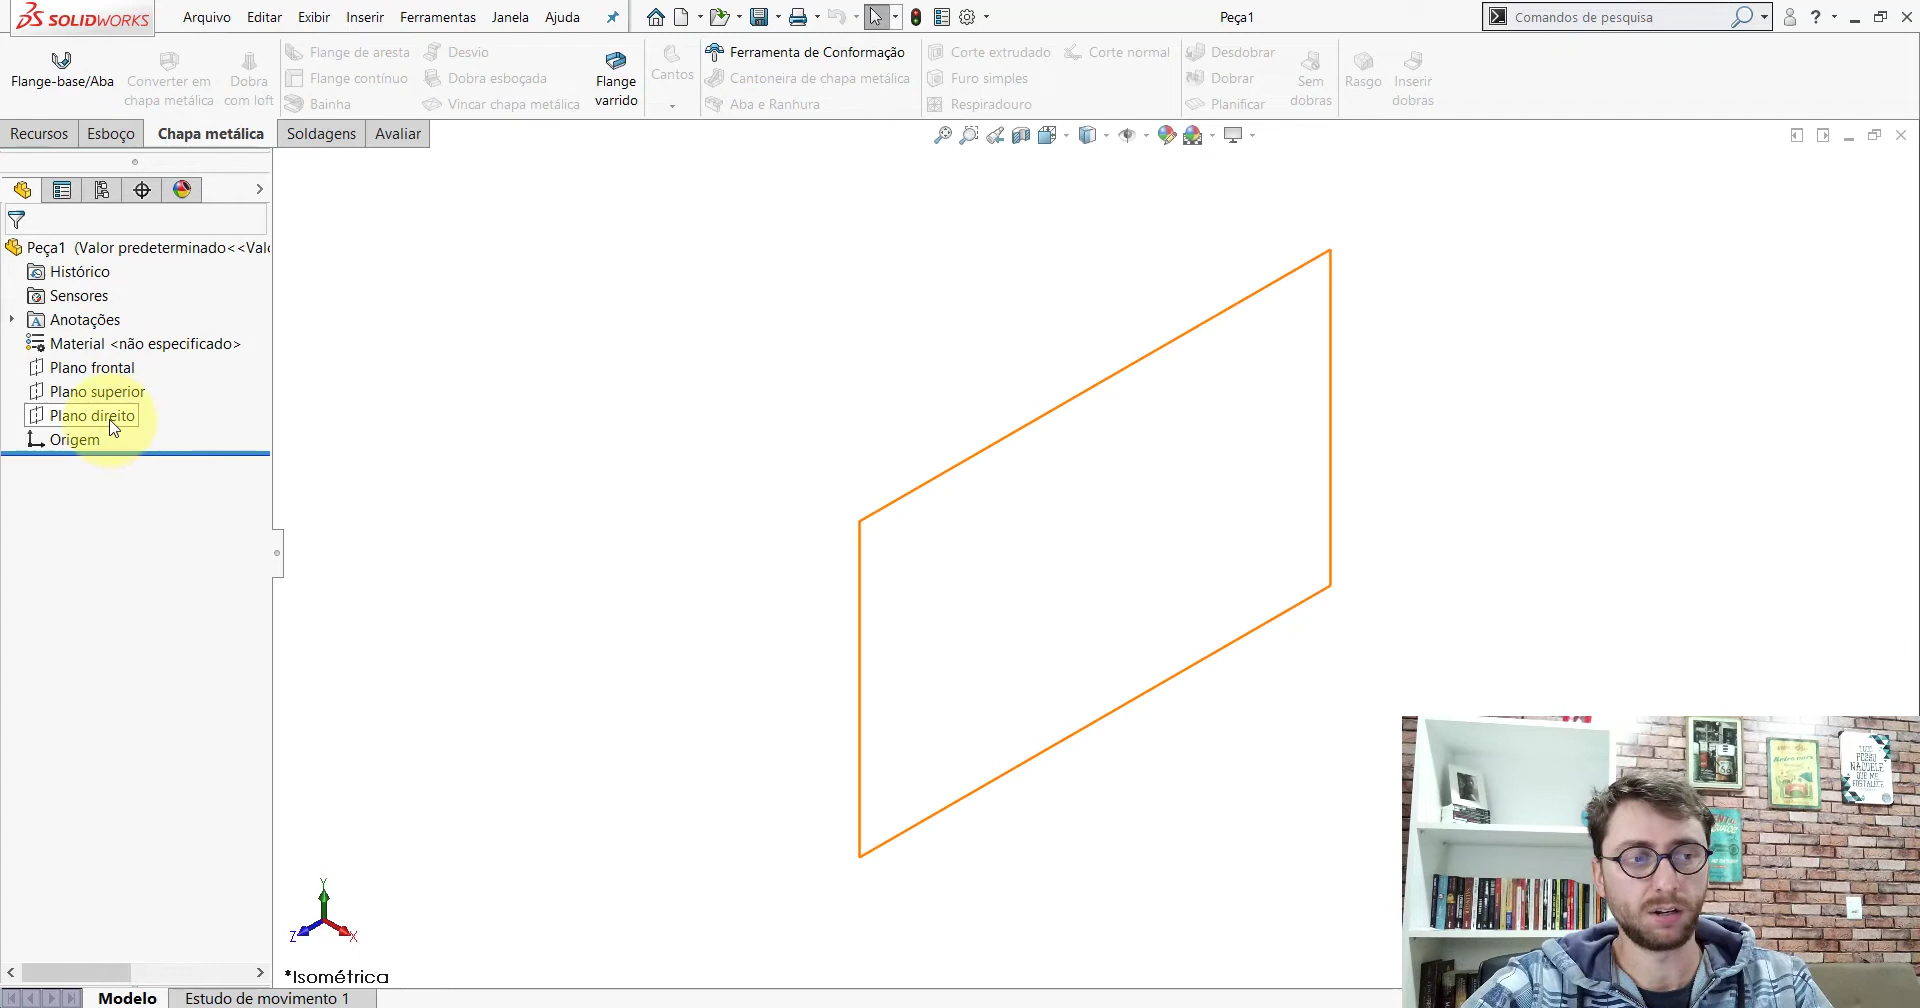 SOLIDWORKS
Arquivo Editar Exibir Inserir Ferramentas Janela Ajuda
Peça1
Comandos de pesquisa
Flange-base/Aba
Converter em chapa metálica
Dobra com loft
Flange de aresta
Flange contínuo
Bainha
Desvio
Dobra esboçada
Vincar chapa metálica
Flange varrido
Cantos
Ferramenta de Conformação
Cantoneira de chapa metálica
Aba e Ranhura
Corte extrudado
Furo simples
Respiradouro
Corte normal
Desdobrar
Dobrar
Planificar
Sem dobras
Rasgo
Inserir dobras
Recursos Esboço Chapa metálica Soldagens Avaliar
Peça1 (Valor predeterminado<<Valo
Histórico
Sensores
Anotações
Material <não especificado>
Plano frontal
Plano superior
Plano direito
Origem
Y
Z
X
*Isométrica
Modelo Estudo de movimento 1